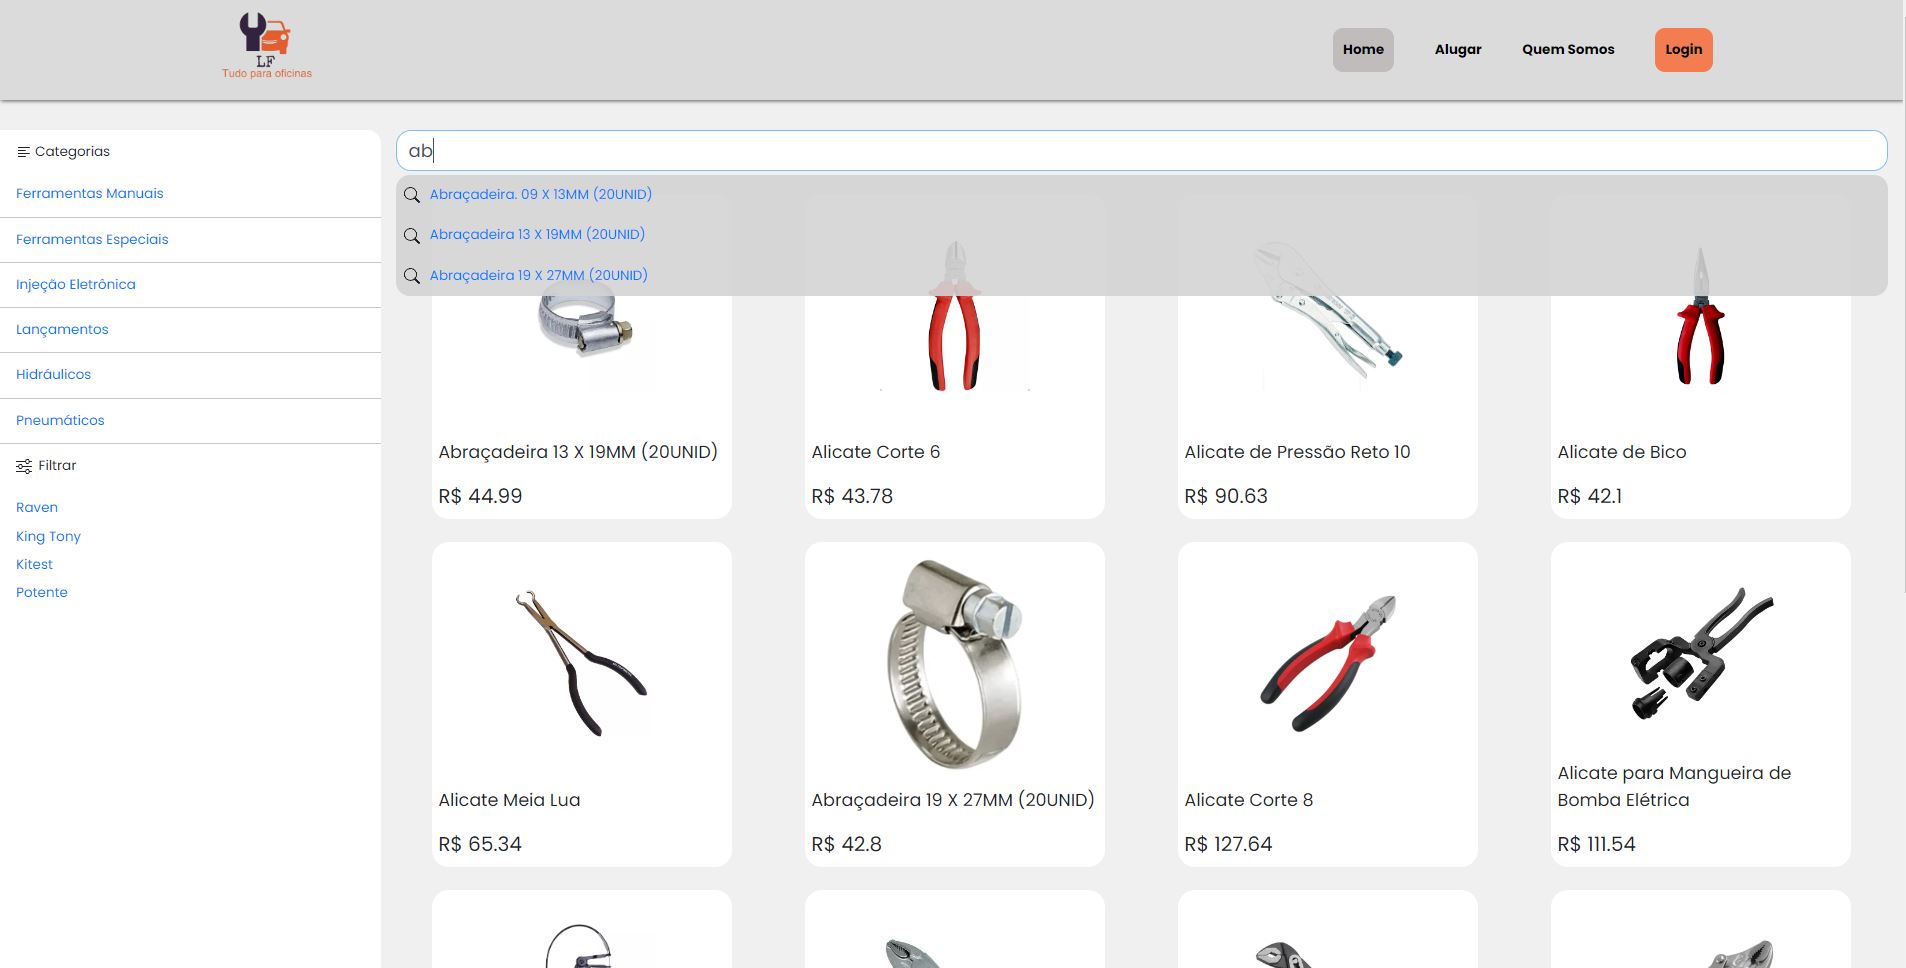 LF
Tudo para oficinas
Home
Alugar
Quem Somos
Login
Categorias
Ferramentas Manuais
Ferramentas Especiais
Injeção Eletrônica
Lançamentos
Hidráulicos
Pneumáticos
Filtrar
Raven
King Tony
Kitest
Potente
ab
Abraçadeira. 09 X 13MM (20UNID)
Abraçadeira 13 X 19MM (20UNID)
Abraçadeira 19 X 27MM (20UNID)
Abraçadeira 13 X 19MM (20UNID)
R$ 44.99
Alicate Corte 6
R$ 43.78
Alicate de Pressão Reto 10
R$ 90.63
Alicate de Bico
R$ 42.1
Alicate Meia Lua
R$ 65.34
Abraçadeira 19 X 27MM (20UNID)
R$ 42.8
Alicate Corte 8
R$ 127.64
Alicate para Mangueira de
Bomba Elétrica
R$ 111.54